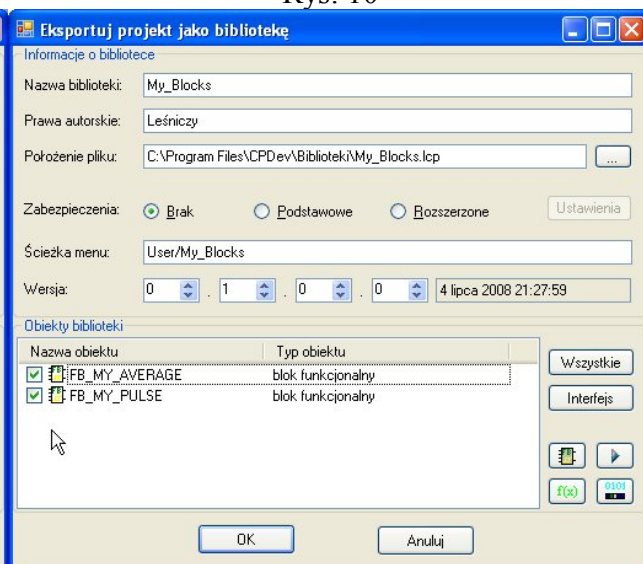 Eksportuj projekt jako bibliotekę
Informacje o bibliotece
Nazwa biblioteki: My_Blocks
Prawa autorskie: Leśniczy
Położenie pliku: C:\Program Files\CPDev\Biblioteki\My_Blocks.lcp ...
Zabezpieczenia: Brak Podstawowe Rozszerzone Ustawienia
Ścieżka menu: User/My_Blocks
Wersja: 0 . 1 . 0 . 0 4 lipca 2008 21:27:59
Obiekty biblioteki
Nazwa obiektu Typ obiektu
FB_MY_AVERAGE blok funkcjonalny
FB_MY_PULSE blok funkcjonalny
Wszystkie
Interfejs
f(x) 0101
OK Anuluj